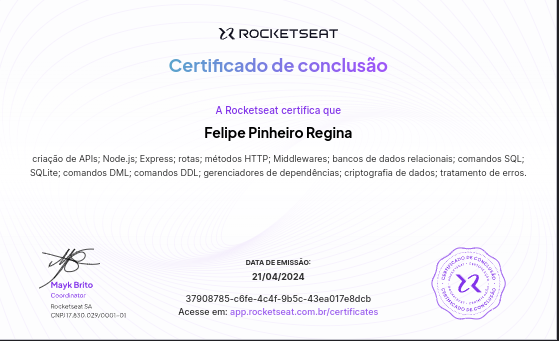 ROCKETSEAT
Certificado de conclusão
A Rocketseat certifica que
Felipe Pinheiro Regina
criação de APIs; Node.js; Express; rotas; métodos HTTP; Middlewares; bancos de dados relacionais; comandos SQL;
SQLite; comandos DML; comandos DDL; gerenciadores de dependências; criptografia de dados; tratamento de erros.
Mayk Brito
Coordinator
Rocketseat SA
CNPJ 17.830.029/0001-01
DATA DE EMISSÃO:
21/04/2024
37908785-c6fe-4c4f-9b5c-43ea017e8dcb
Acesse em: app.rocketseat.com.br/certificates
CERTIFICADO DE CONCLUSÃO
CERTIFICADO DE CONCLUSÃO